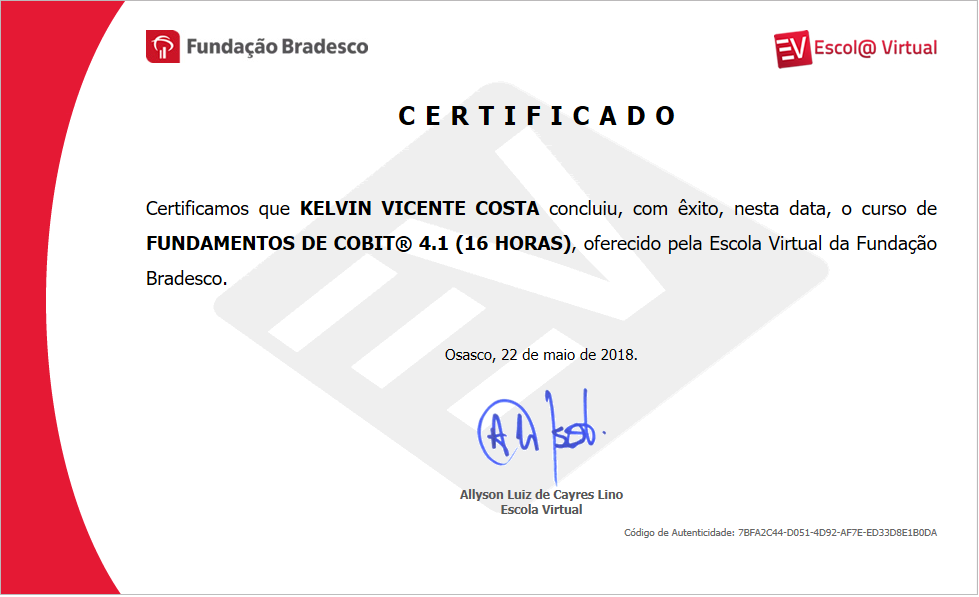 Fundação Bradesco
EV Escol@ Virtual
CERTIFICADO
Certificamos que KELVIN VICENTE COSTA concluiu, com êxito, nesta data, o curso de
FUNDAMENTOS DE COBIT® 4.1 (16 HORAS), oferecido pela Escola Virtual da Fundação
Bradesco.
Osasco, 22 de maio de 2018.
Allyson Luiz de Cayres Lino
Escola Virtual
Código de Autenticidade: 7BFA2C44-D051-4D92-AF7E-ED33D8E1B0DA